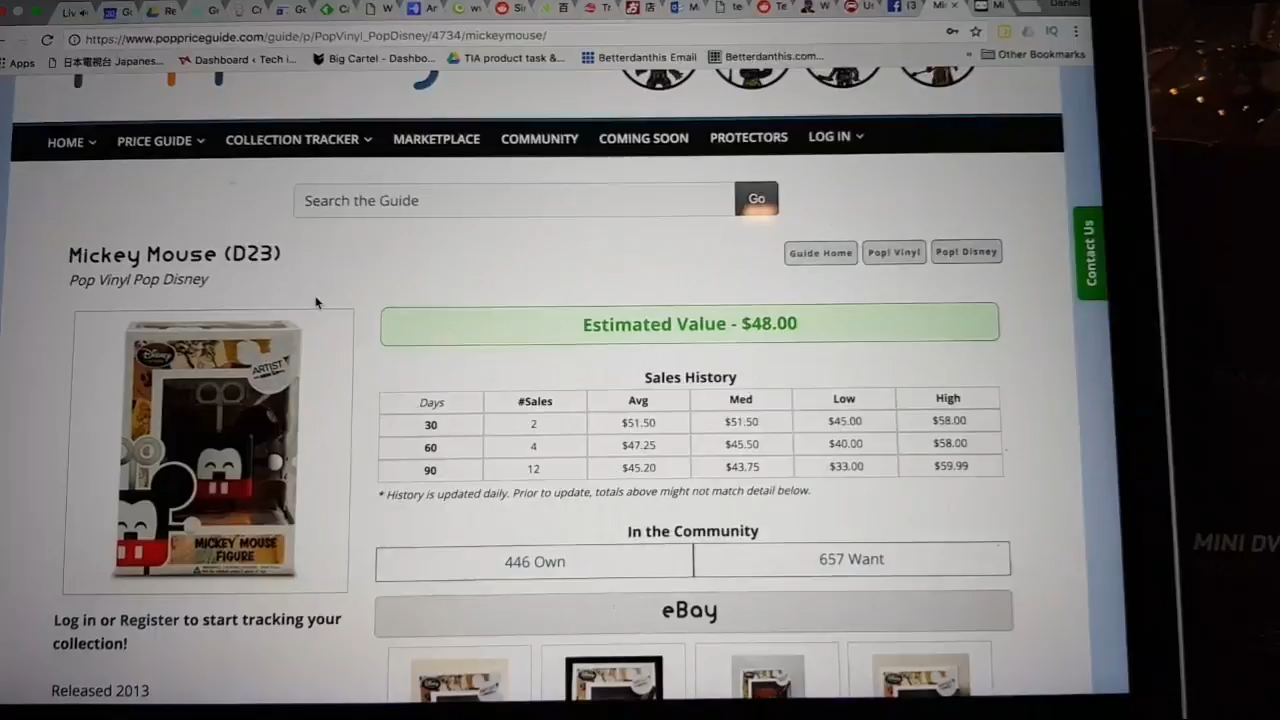 Daniel
https://www.poppriceguide.com/guide/p/PopVinyl_PopDisney/4734/mickeymouse/
Apps 日本電視台 Japanes... Dashboard ‹ Tech i... Big Cartel - Dashbo... TIA product task &... Betterdanthis Email Betterdanthis.com... » Other Bookmarks
HOME PRICE GUIDE COLLECTION TRACKER MARKETPLACE COMMUNITY COMING SOON PROTECTORS LOG IN
Search the Guide Go
Contact Us
Mickey Mouse (D23)
Pop Vinyl Pop Disney
Guide Home Pop! Vinyl Pop! Disney
Estimated Value - $48.00
Disney
ARTIST
MICKEY MOUSE
FIGURE
Sales History
Days #Sales Avg Med Low High
30 2 $51.50 $51.50 $45.00 $58.00
60 4 $47.25 $45.50 $40.00 $58.00
90 12 $45.20 $43.75 $33.00 $59.99
* History is updated daily. Prior to update, totals above might not match detail below.
In the Community
446 Own 657 Want
eBay
Log in or Register to start tracking your
collection!
Released 2013
MINI DV